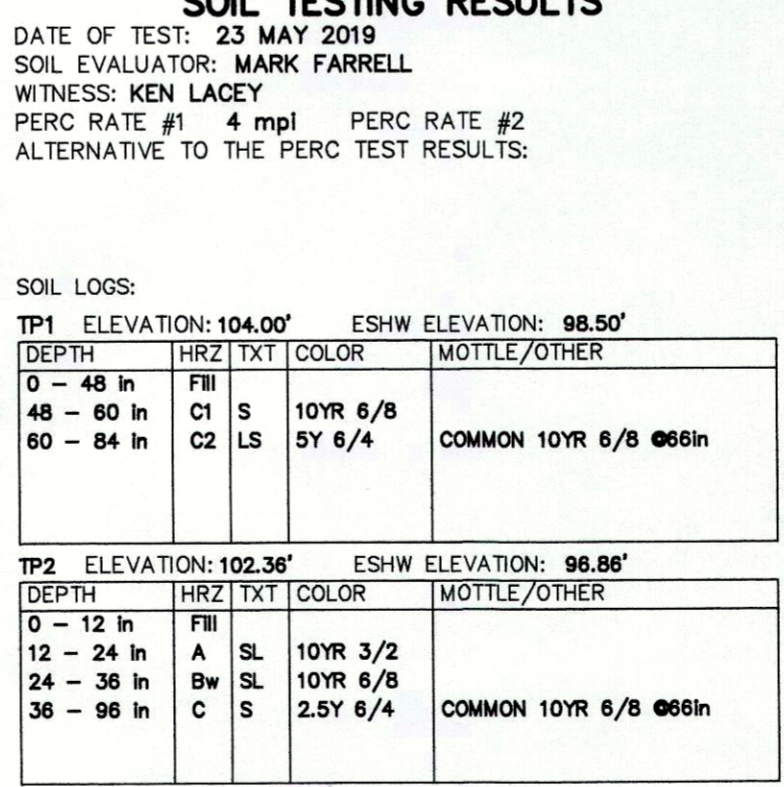 SOIL TESTING RESULTS
DATE OF TEST: 23 MAY 2019
SOIL EVALUATOR: MARK FARRELL
WITNESS: KEN LACEY
PERC RATE #1 4 mpi PERC RATE #2
ALTERNATIVE TO THE PERC TEST RESULTS:
SOIL LOGS:
TP1 ELEVATION: 104.00' ESHW ELEVATION: 98.50'
DEPTH HRZ TXT COLOR MOTTLE/OTHER
0 – 48 in Fill
48 – 60 in C1 S 10YR 6/8
60 – 84 in C2 LS 5Y 6/4 COMMON 10YR 6/8 @66in
TP2 ELEVATION: 102.36' ESHW ELEVATION: 96.86'
DEPTH HRZ TXT COLOR MOTTLE/OTHER
0 – 12 in Fill
12 – 24 in A SL 10YR 3/2
24 – 36 in Bw SL 10YR 6/8
36 – 96 in C S 2.5Y 6/4 COMMON 10YR 6/8 @66in